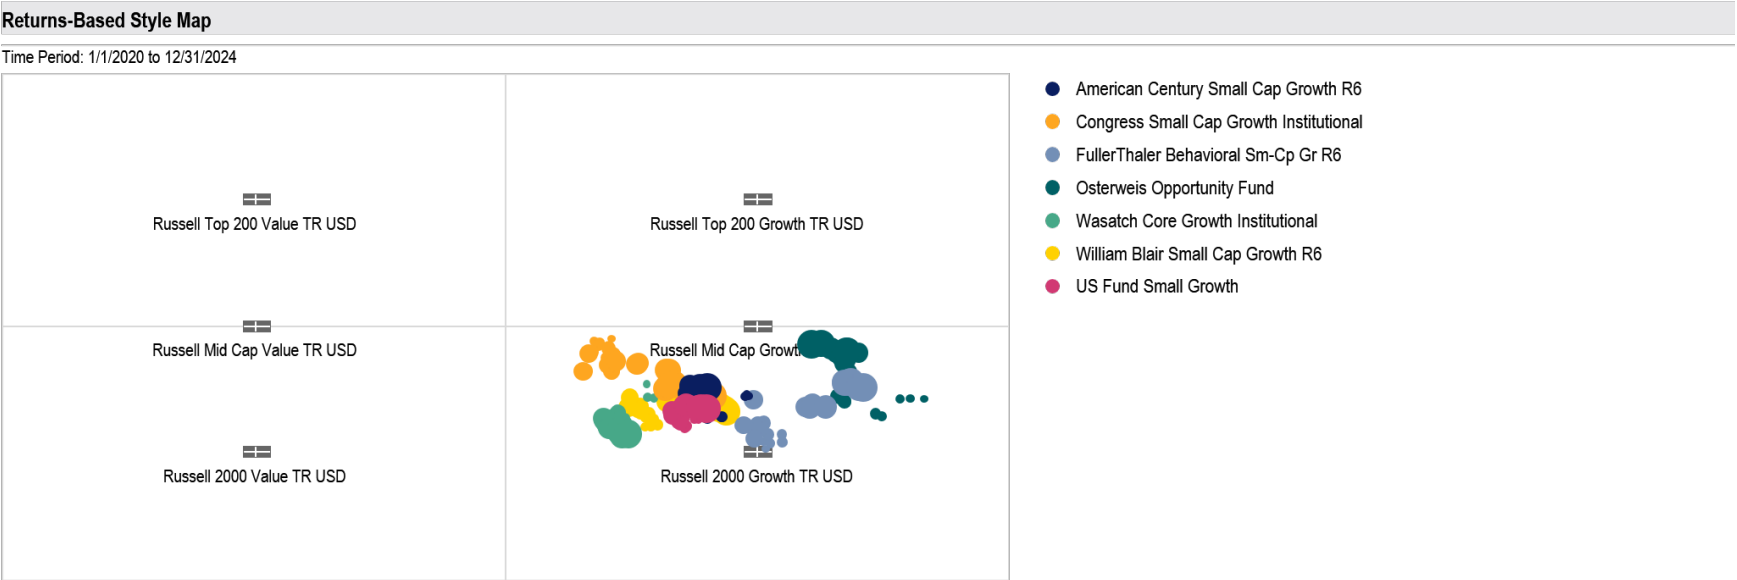 Returns-Based Style Map
Time Period: 1/1/2020 to 12/31/2024
American Century Small Cap Growth R6
Congress Small Cap Growth Institutional
FullerThaler Behavioral Sm-Cp Gr R6
Osterweis Opportunity Fund
Wasatch Core Growth Institutional
William Blair Small Cap Growth R6
US Fund Small Growth
Russell Top 200 Value TR USD
Russell Top 200 Growth TR USD
Russell Mid Cap Value TR USD
Russell Mid Cap Growth
Russell 2000 Value TR USD
Russell 2000 Growth TR USD